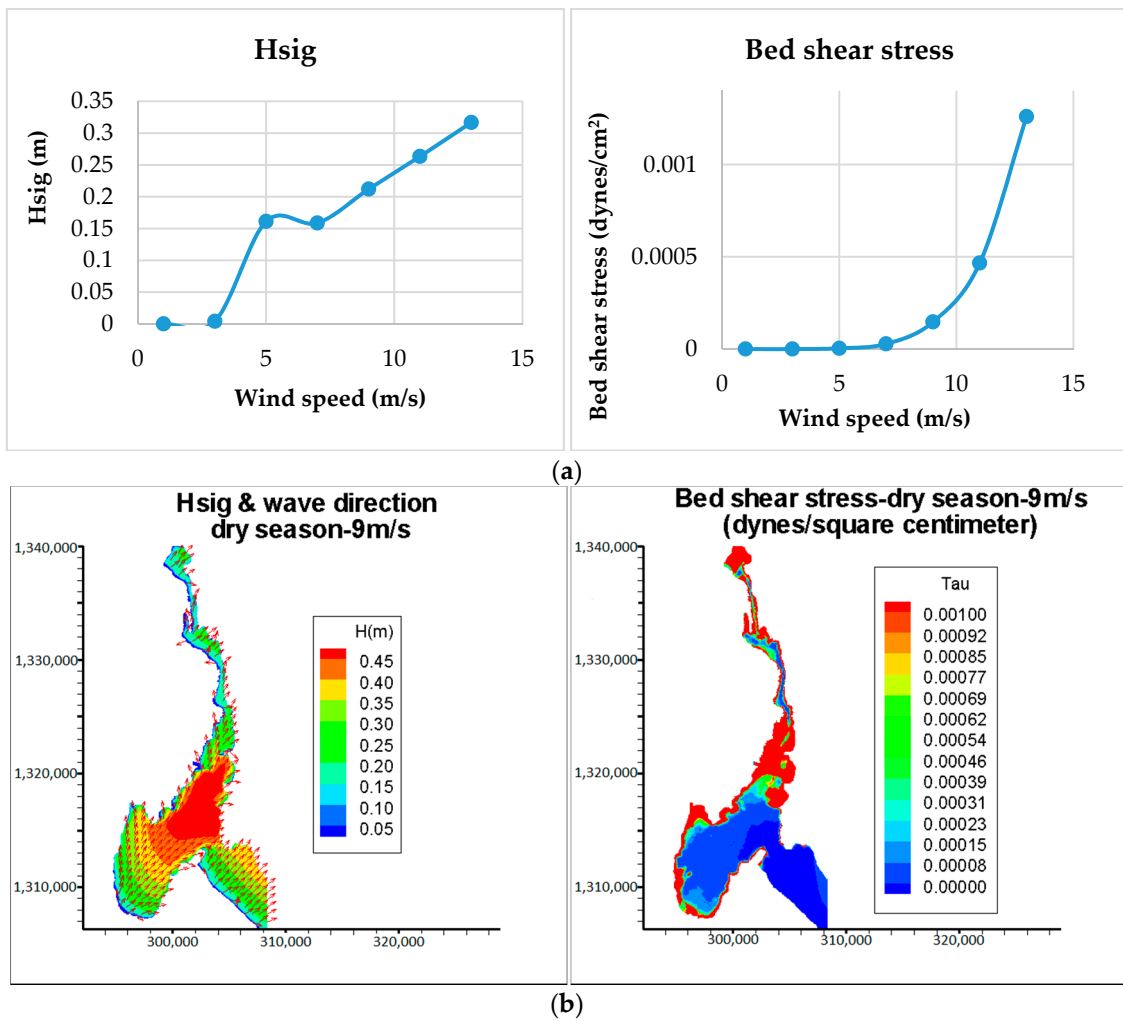 Hsig
Hsig (m)
0.35
0.3
0.25
0.2
0.15
0.1
0.05
0
0 5 10 15
Wind speed (m/s)
Bed shear stress
Bed shear stress (dynes/cm²)
0.001
0.0005
0
0 5 10 15
Wind speed (m/s)
(a)
Hsig & wave direction
dry season-9m/s
1,340,000
1,330,000
1,320,000
1,310,000
300,000 310,000 320,000
H(m)
0.45
0.40
0.35
0.30
0.25
0.20
0.15
0.10
0.05
Bed shear stress-dry season-9m/s
(dynes/square centimeter)
1,340,000
1,330,000
1,320,000
1,310,000
300,000 310,000 320,000
Tau
0.00100
0.00092
0.00085
0.00077
0.00069
0.00062
0.00054
0.00046
0.00039
0.00031
0.00023
0.00015
0.00008
0.00000
(b)